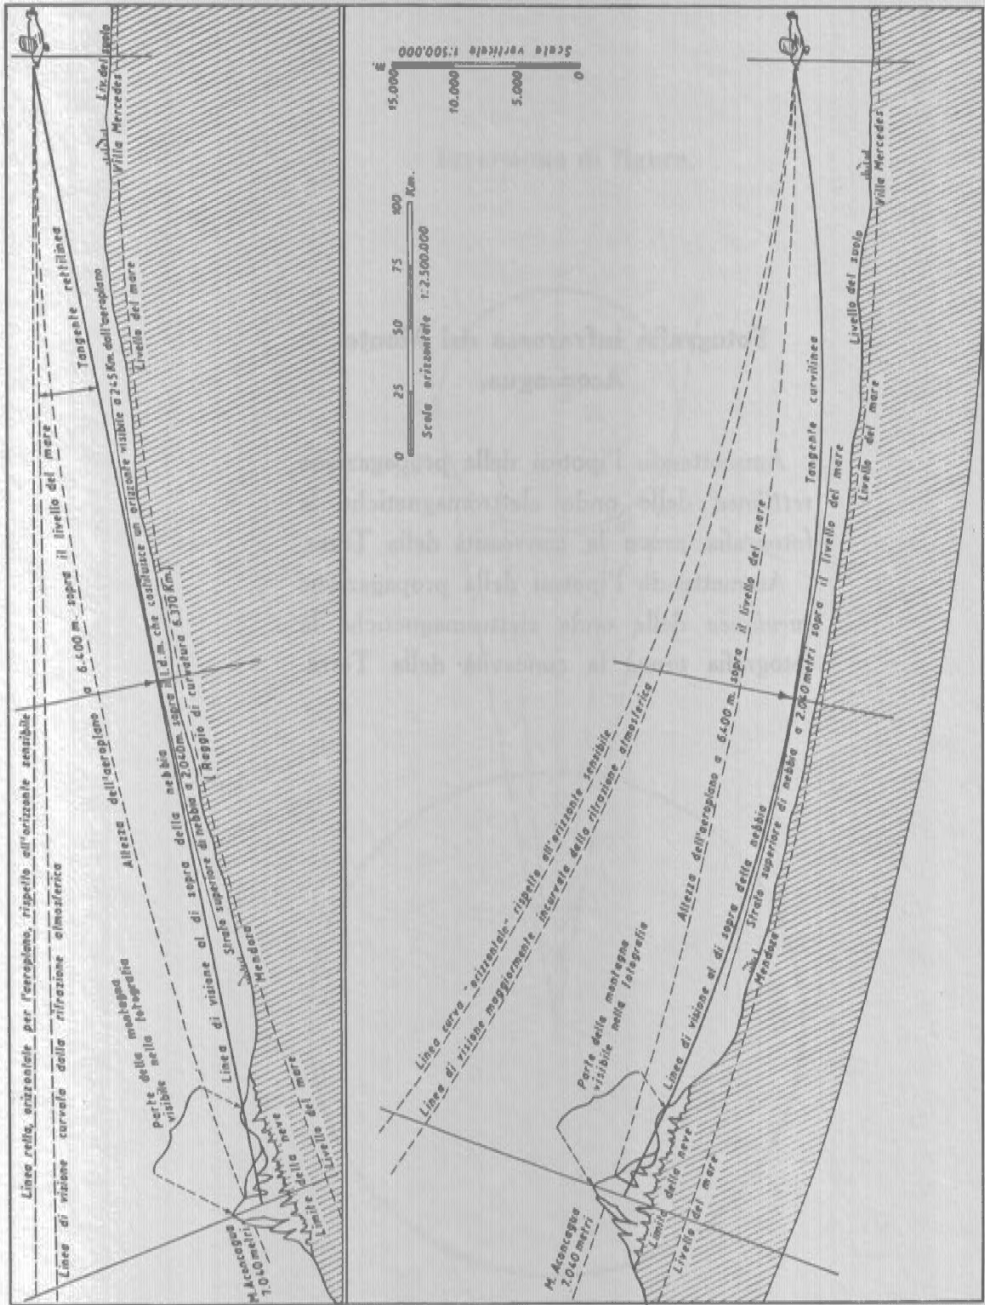 Linea retta, orizzontale per l'aeroplano, rispetto all'orizzonte sensibile
Linea di visione curvata dalla rifrazione atmosferica
Altezza dell'aeroplano a 6.400 m. sopra il livello del mare
Tangente rettilinea
Parte della montagna
visibile nella fotografia
Linea di visione al di sopra della nebbia
Strato superiore di nebbia a 2.040m. sopra
che costituisce un orizzonte visibile a 245 Km. dall'aeroplano
( Raggio di curvatura 6.370 Km.)
Liv. del suolo
Villa Mercedes
Livello del mare
Mendoza
M. Aconcagua
7.040 metri
Limite della neve
Livello del mare
m.
15.000
10.000
5.000
0
Scala verticale 1:500.000
0 25 50 75 100 Km.
Scala orizzontale 1:2.500.000
Linea curva - orizzontale - rispetto all'orizzonte sensibile
Linea di visione maggiormente incurvata dalla rifrazione atmosferica
Altezza dell'aeroplano a 6.400 m. sopra il livello del mare
Tangente curvilinea
Parte della montagna
visibile nella fotografia
Linea di visione al di sopra della nebbia
Strato superiore di nebbia a 2.040 metri sopra il livello del mare
Livello del suolo
Villa Mercedes
Livello del mare
Mendoza
M. Aconcagua
7.040 metri
Limite della neve
Livello del mare
Fotografia infrarossa del Monte
Aconcagua.